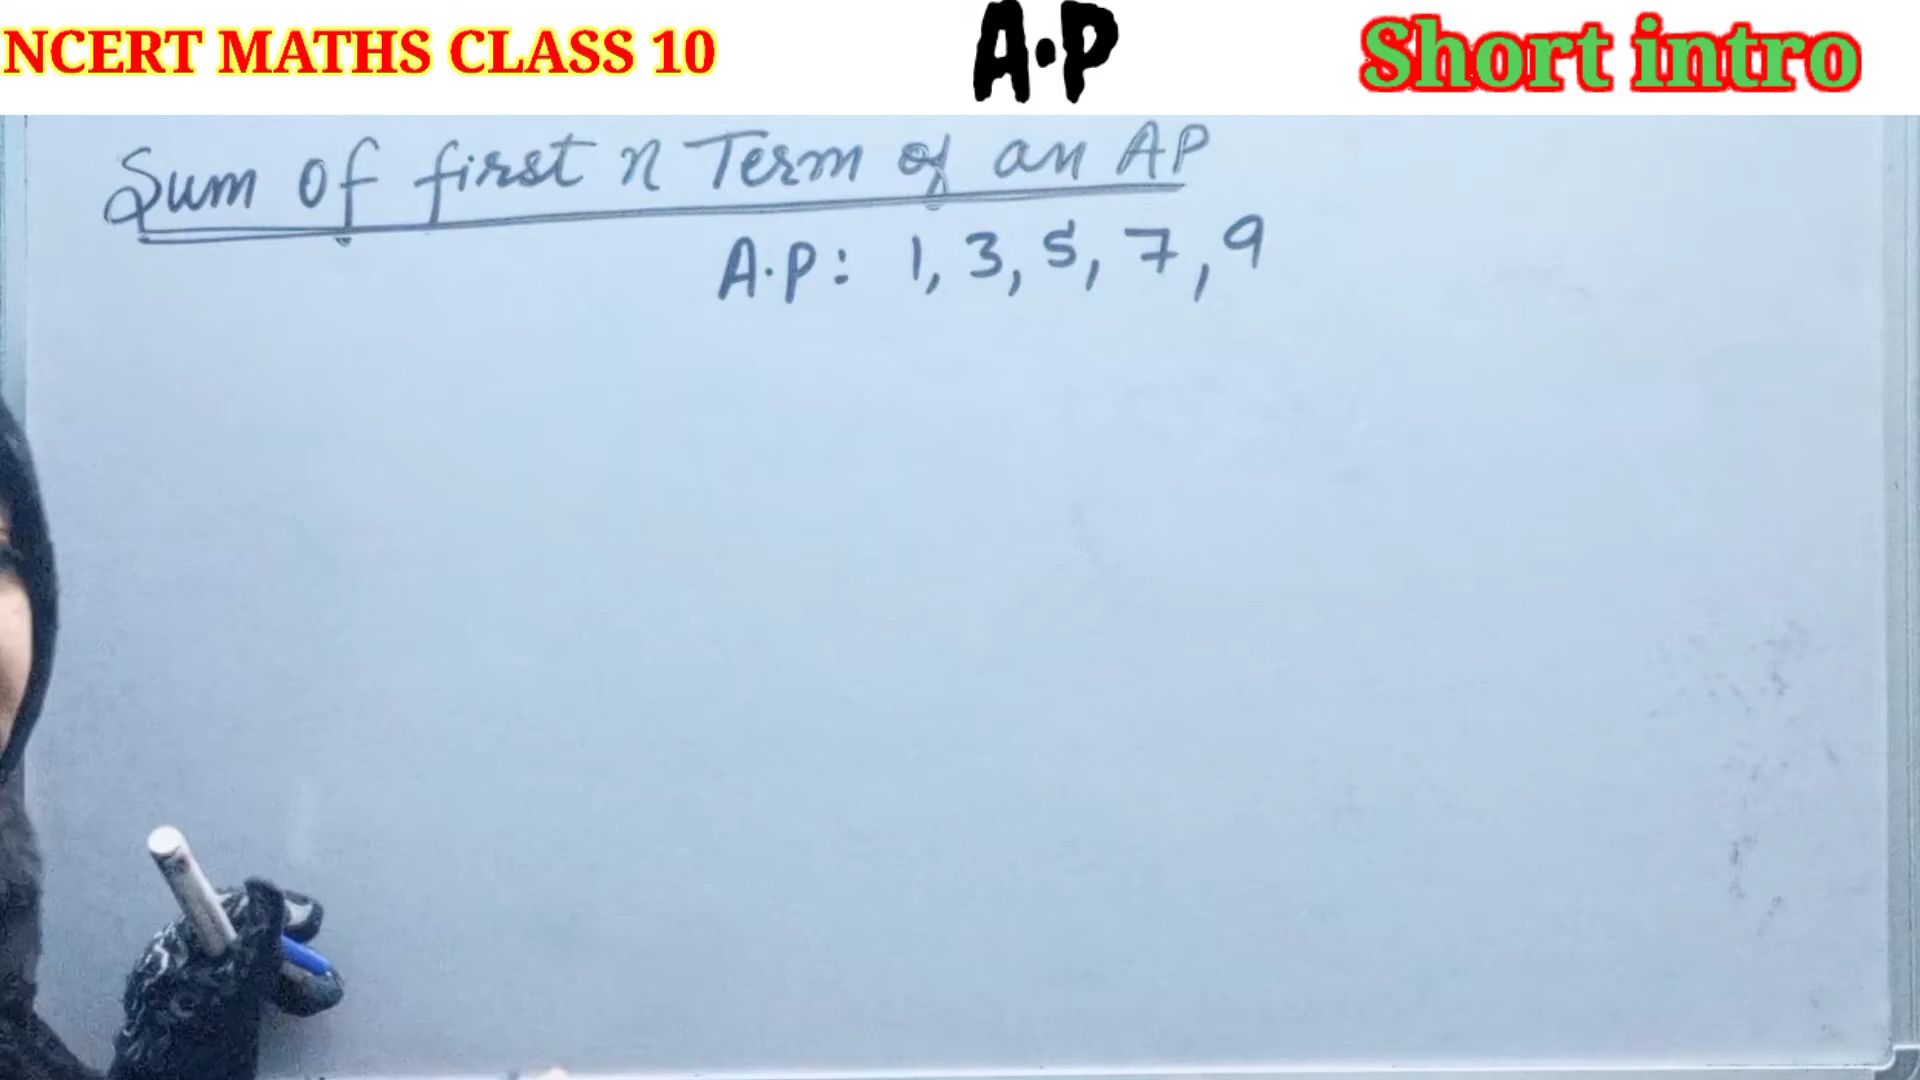 NCERT MATHS CLASS 10 A.P Short intro
Sum of first n Term of an AP
A.P: 1, 3, 5, 7, 9